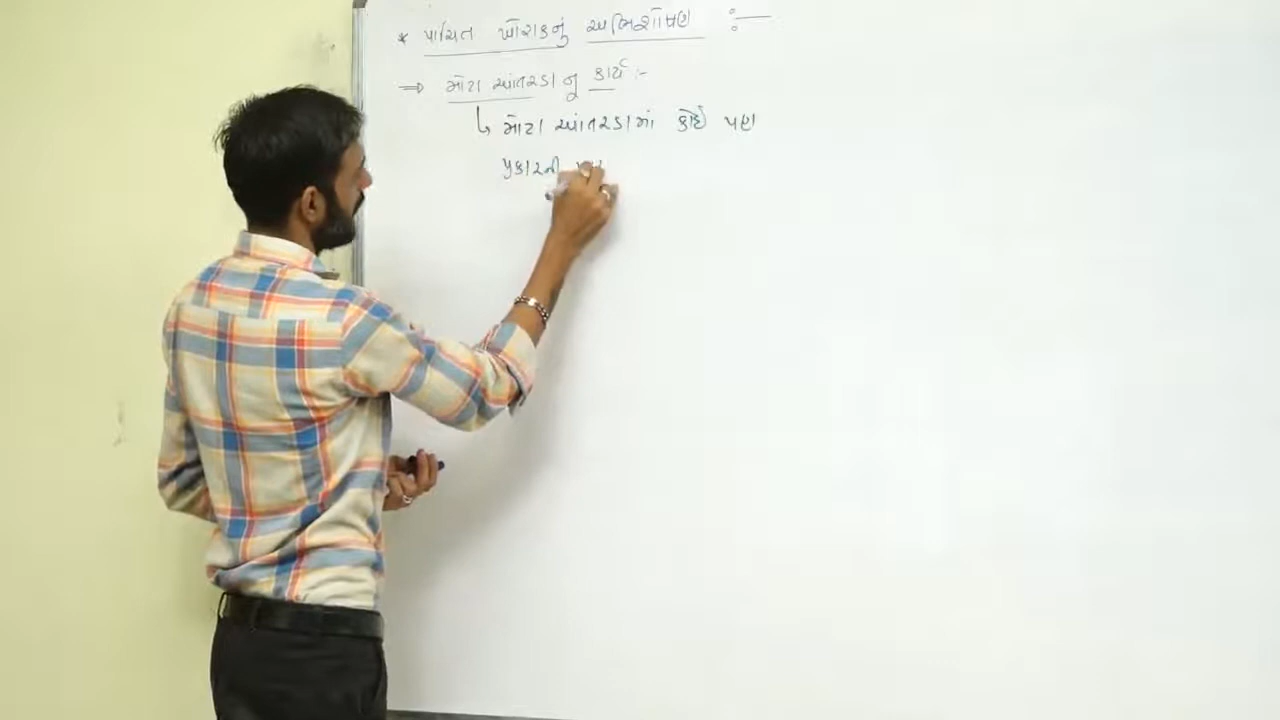 * પાચિત ખોરાકનું અભિશોષણ :—
⇒ મોટા આંતરડા નુ કાર્ય :-
↳ મોટા આંતરડામાં કોઈ પણ
પ્રકારની